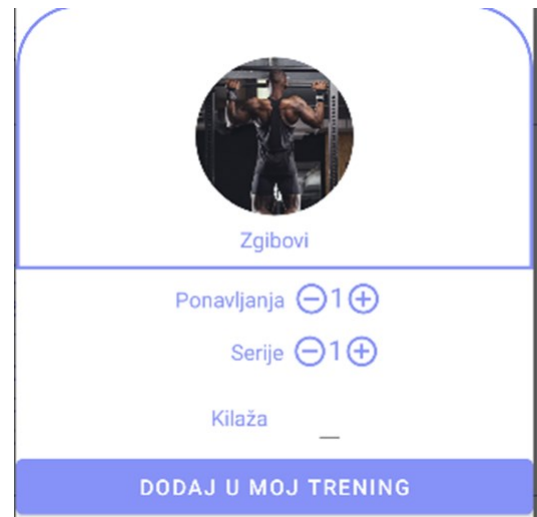 Zgibovi
Ponavljanja 1
Serije 1
Kilaža
DODAJ U MOJ TRENING